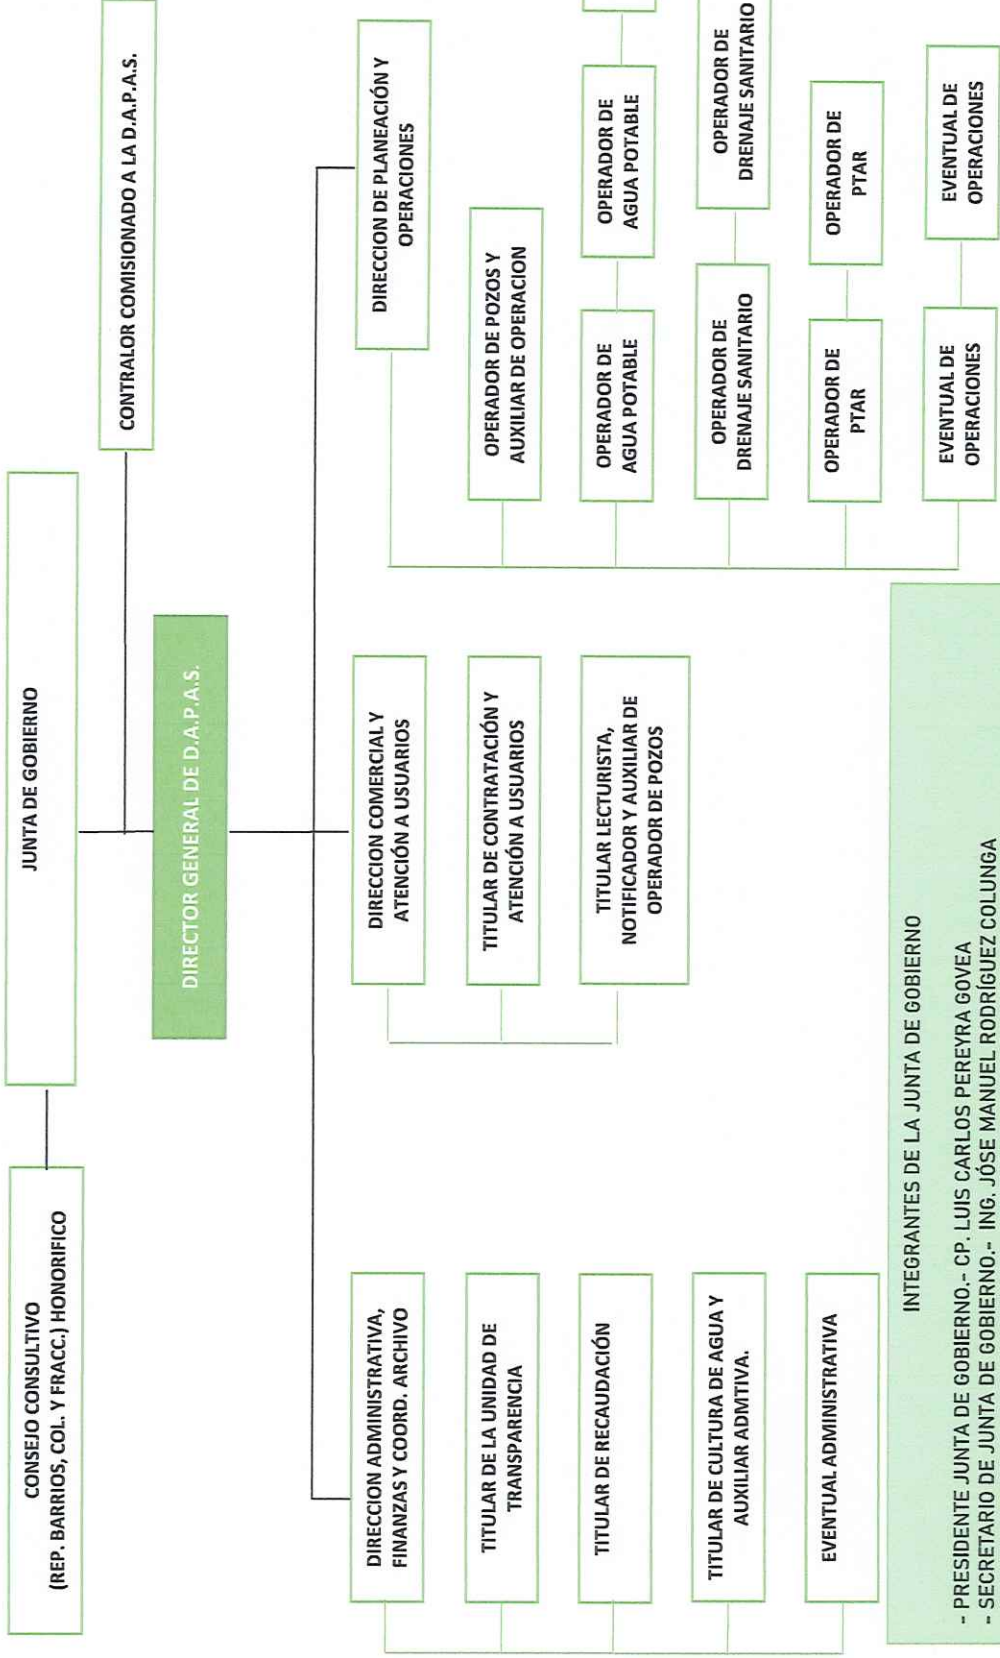 JUNTA DE GOBIERNO
CONSEJO CONSULTIVO
(REP. BARRIOS, COL. Y FRACC.) HONORIFICO
CONTRALOR COMISIONADO A LA D.A.P.A.S.
DIRECTOR GENERAL DE D.A.P.A.S.
DIRECCION ADMINISTRATIVA,
FINANZAS Y COORD. ARCHIVO
TITULAR DE LA UNIDAD DE
TRANSPARENCIA
TITULAR DE RECAUDACIÓN
TITULAR DE CULTURA DE AGUA Y
AUXILIAR ADMTIVA.
EVENTUAL ADMINISTRATIVA
DIRECCION COMERCIAL Y
ATENCIÓN A USUARIOS
TITULAR DE CONTRATACIÓN Y
ATENCIÓN A USUARIOS
TITULAR LECTURISTA,
NOTIFICADOR Y AUXILIAR DE
OPERADOR DE POZOS
DIRECCION DE PLANEACIÓN Y
OPERACIONES
OPERADOR DE POZOS Y
AUXILIAR DE OPERACION
OPERADOR DE
AGUA POTABLE
OPERADOR DE
AGUA POTABLE
OPERADOR DE
DRENAJE SANITARIO
OPERADOR DE
DRENAJE SANITARIO
OPERADOR DE
PTAR
OPERADOR DE
PTAR
EVENTUAL DE
OPERACIONES
EVENTUAL DE
OPERACIONES
INTEGRANTES DE LA JUNTA DE GOBIERNO
- PRESIDENTE JUNTA DE GOBIERNO.- CP. LUIS CARLOS PEREYRA GOVEA
- SECRETARIO DE JUNTA DE GOBIERNO.- ING. JÓSE MANUEL RODRÍGUEZ COLUNGA